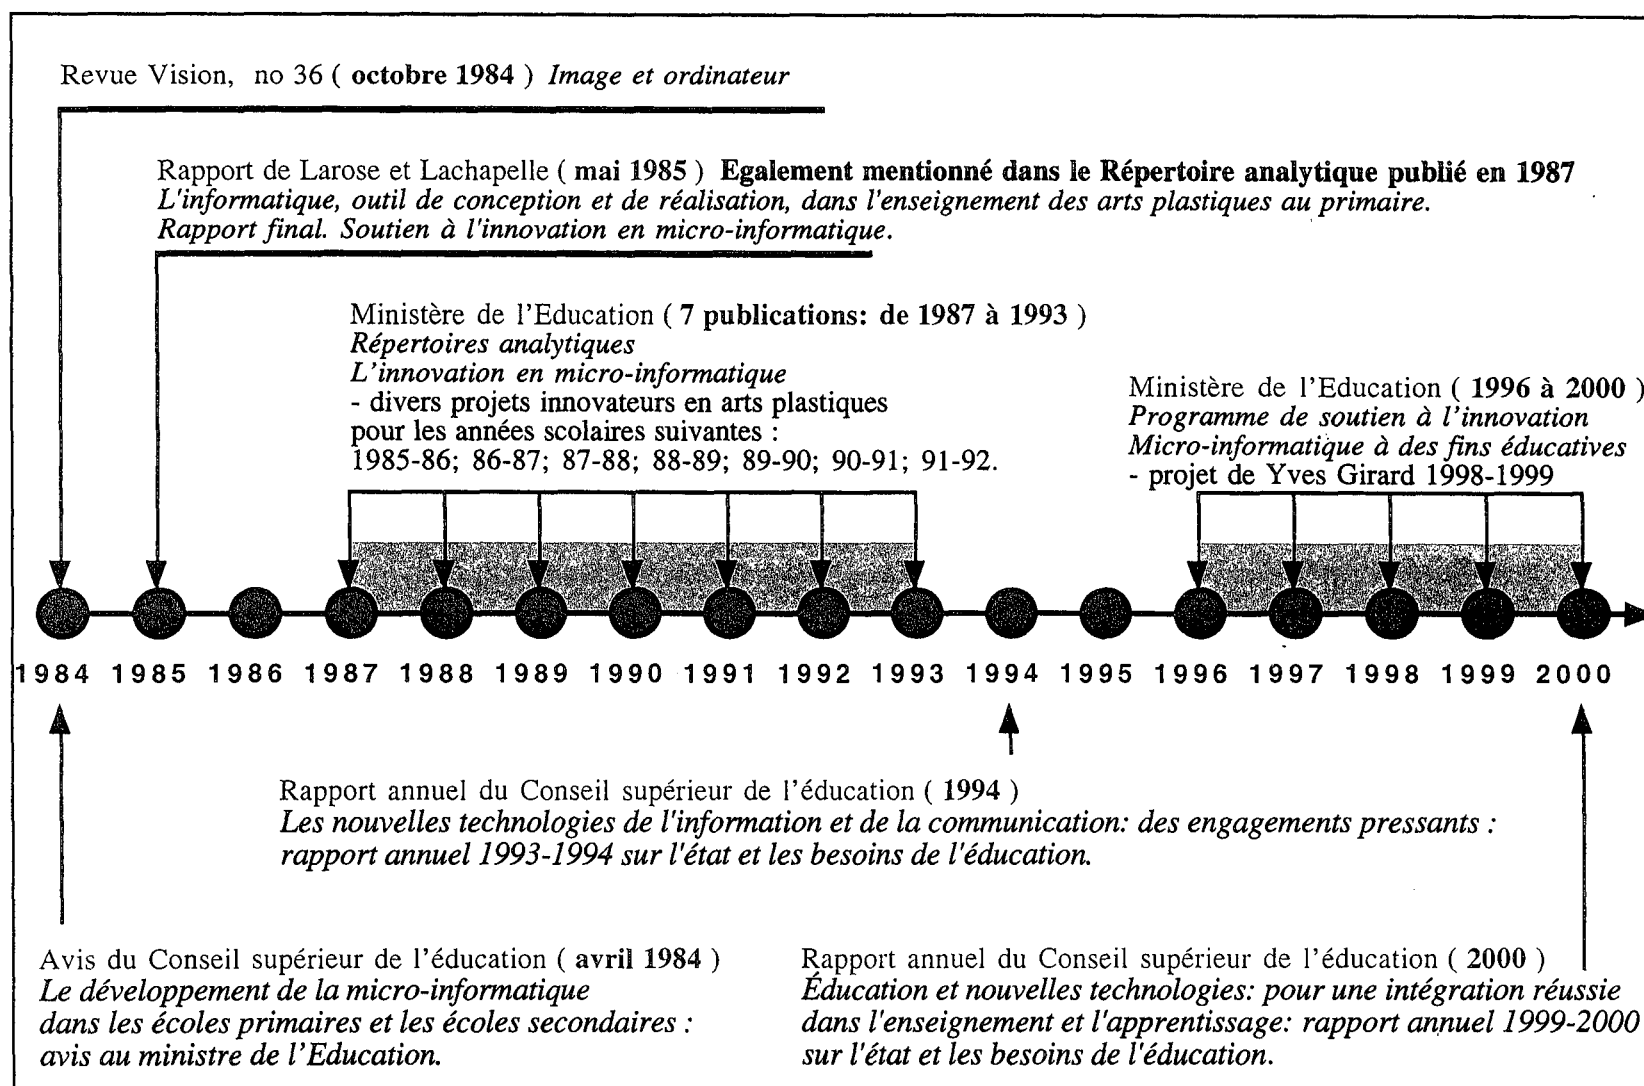 Revue Vision, no 36 ( octobre 1984 ) Image et ordinateur
Rapport de Larose et Lachapelle ( mai 1985 ) Egalement mentionné dans le Répertoire analytique publié en 1987
L'informatique, outil de conception et de réalisation, dans l'enseignement des arts plastiques au primaire.
Rapport final. Soutien à l'innovation en micro-informatique.
Ministère de l'Education ( 7 publications: de 1987 à 1993 )
Répertoires analytiques
L'innovation en micro-informatique
- divers projets innovateurs en arts plastiques
pour les années scolaires suivantes :
1985-86; 86-87; 87-88; 88-89; 89-90; 90-91; 91-92.
Ministère de l'Education ( 1996 à 2000 )
Programme de soutien à l'innovation
Micro-informatique à des fins éducatives
- projet de Yves Girard 1998-1999
1984 1985 1986 1987 1988 1989 1990 1991 1992 1993 1994 1995 1996 1997 1998 1999 2000
Rapport annuel du Conseil supérieur de l'éducation ( 1994 )
Les nouvelles technologies de l'information et de la communication: des engagements pressants :
rapport annuel 1993-1994 sur l'état et les besoins de l'éducation.
Avis du Conseil supérieur de l'éducation ( avril 1984 )
Le développement de la micro-informatique
dans les écoles primaires et les écoles secondaires :
avis au ministre de l'Education.
Rapport annuel du Conseil supérieur de l'éducation ( 2000 )
Éducation et nouvelles technologies: pour une intégration réussie
dans l'enseignement et l'apprentissage: rapport annuel 1999-2000
sur l'état et les besoins de l'éducation.